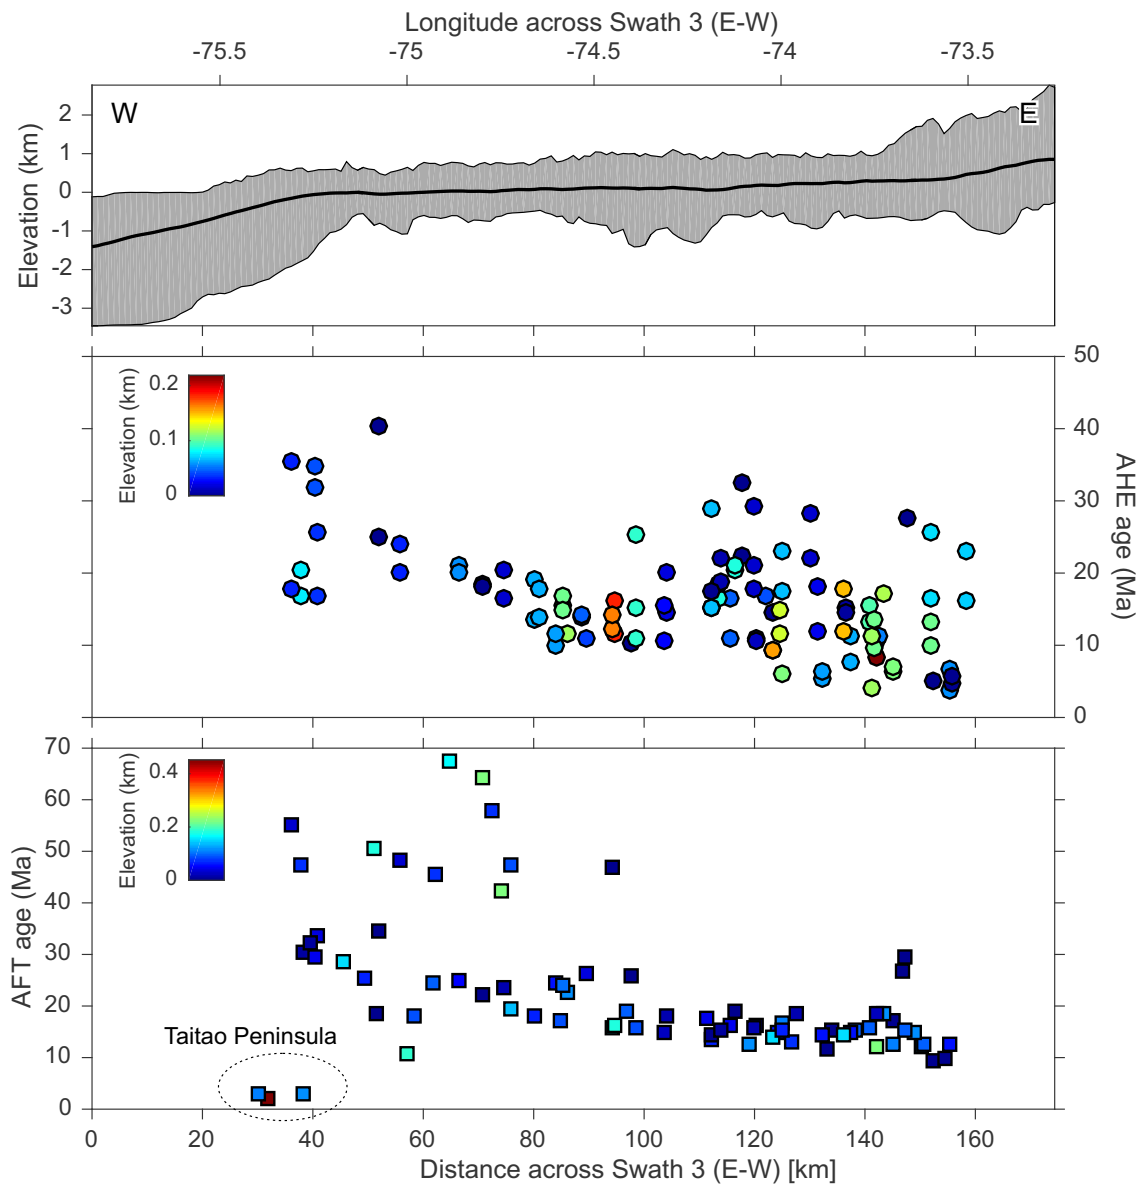 Longitude across Swath 3 (E-W)
-75.5 -75 -74.5 -74 -73.5
W E
Elevation (km)
2
1
0
-1
-2
-3
Elevation (km)
0.2
0.1
0
50
40
30
20
10
0
AHE age (Ma)
Elevation (km)
0.4
0.2
0
70
60
50
40
30
20
10
0
AFT age (Ma)
Taitao Peninsula
0 20 40 60 80 100 120 140 160
Distance across Swath 3 (E-W) [km]